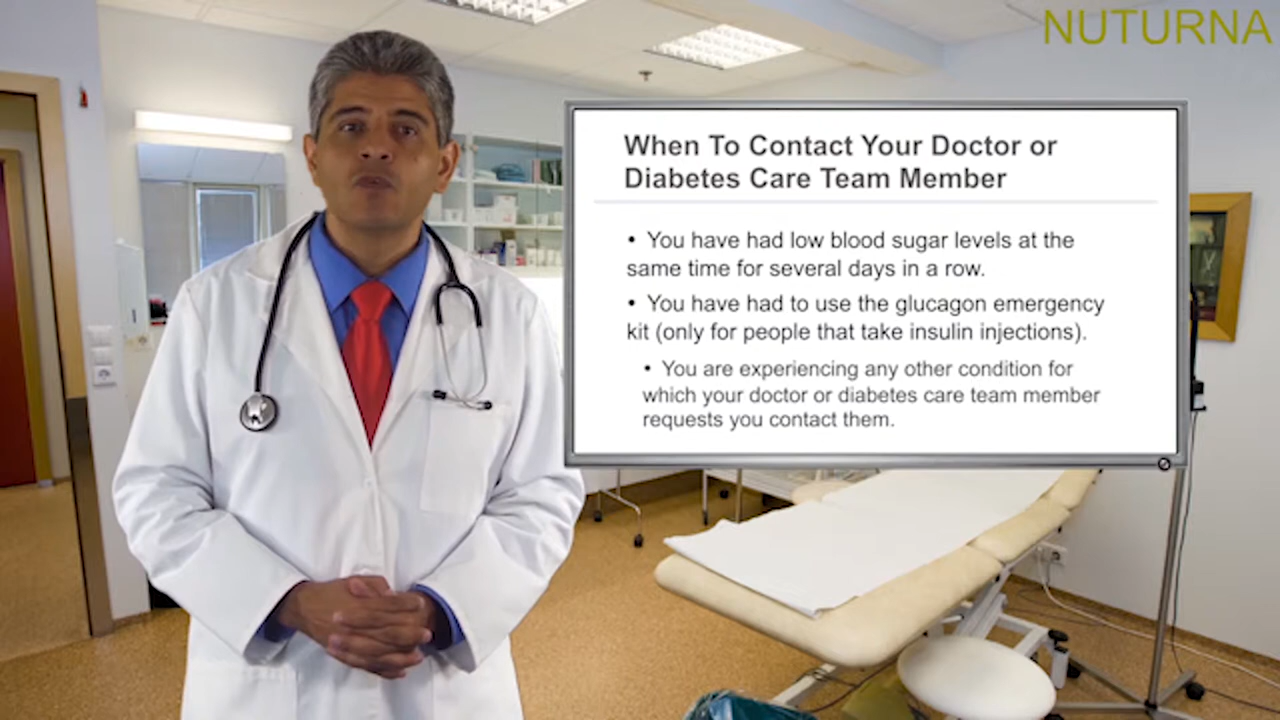 NUTURNA
When To Contact Your Doctor or
Diabetes Care Team Member
• You have had low blood sugar levels at the
same time for several days in a row.
• You have had to use the glucagon emergency
kit (only for people that take insulin injections).
• You are experiencing any other condition for
which your doctor or diabetes care team member
requests you contact them.